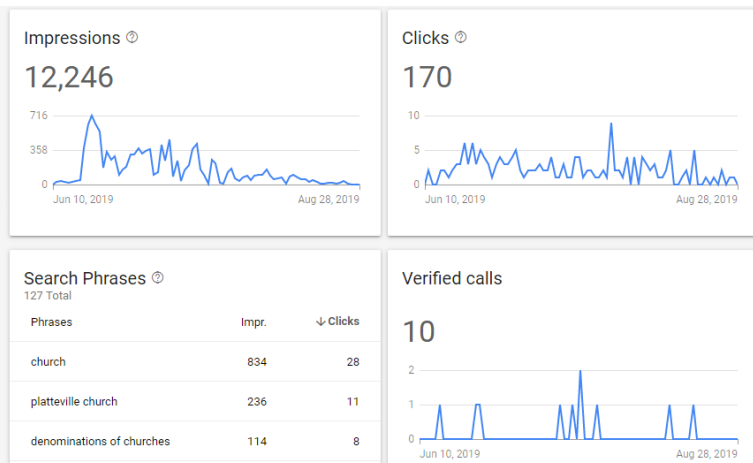 Impressions
12,246
716
358
0
Jun 10, 2019 Aug 28, 2019
Clicks
170
10
5
0
Jun 10, 2019 Aug 28, 2019
Search Phrases
127 Total
Phrases Impr. ↓ Clicks
church 834 28
platteville church 236 11
denominations of churches 114 8
Verified calls
10
2
1
0
Jun 10, 2019 Aug 28, 2019